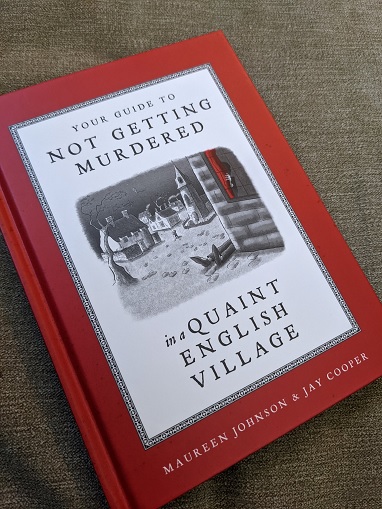 YOUR GUIDE TO
NOT GETTING
MURDERED
in a QUAINT
ENGLISH
VILLAGE
MAUREEN JOHNSON & JAY COOPER